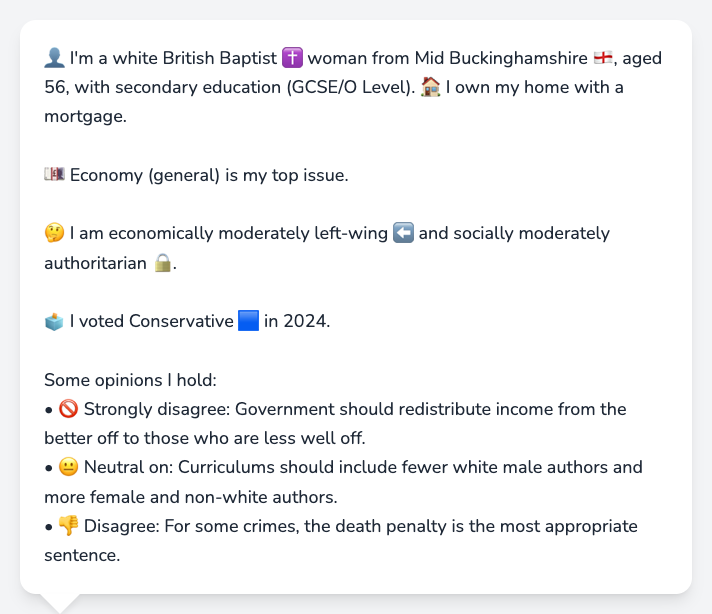 👤 I'm a white British Baptist ✝️ woman from Mid Buckinghamshire 🏴󠁧󠁢󠁥󠁮󠁧󠁿, aged
56, with secondary education (GCSE/O Level). 🏠 I own my home with a
mortgage.
💷 Economy (general) is my top issue.
🤔 I am economically moderately left-wing ⬅️ and socially moderately
authoritarian 🔒.
🗳️ I voted Conservative 🟦 in 2024.
Some opinions I hold:
• 🚫 Strongly disagree: Government should redistribute income from the
better off to those who are less well off.
• 😐 Neutral on: Curriculums should include fewer white male authors and
more female and non-white authors.
• 👎 Disagree: For some crimes, the death penalty is the most appropriate
sentence.